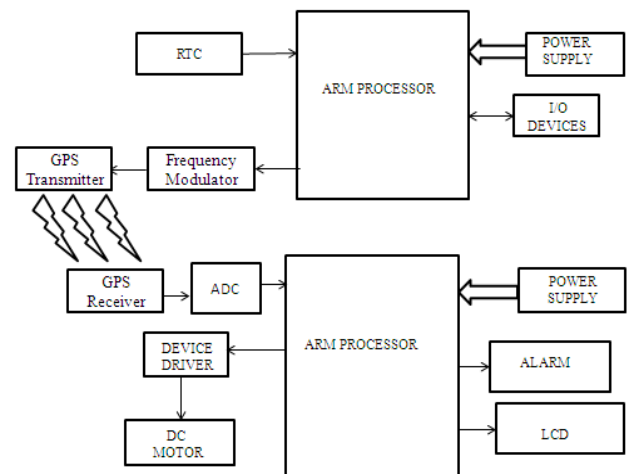 RTC
ARM PROCESSOR
POWER
SUPPLY
I/O
DEVICES
GPS
Transmitter
Frequency
Modulator
GPS
Receiver
ADC
ARM PROCESSOR
POWER
SUPPLY
DEVICE
DRIVER
ALARM
DC
MOTOR
LCD